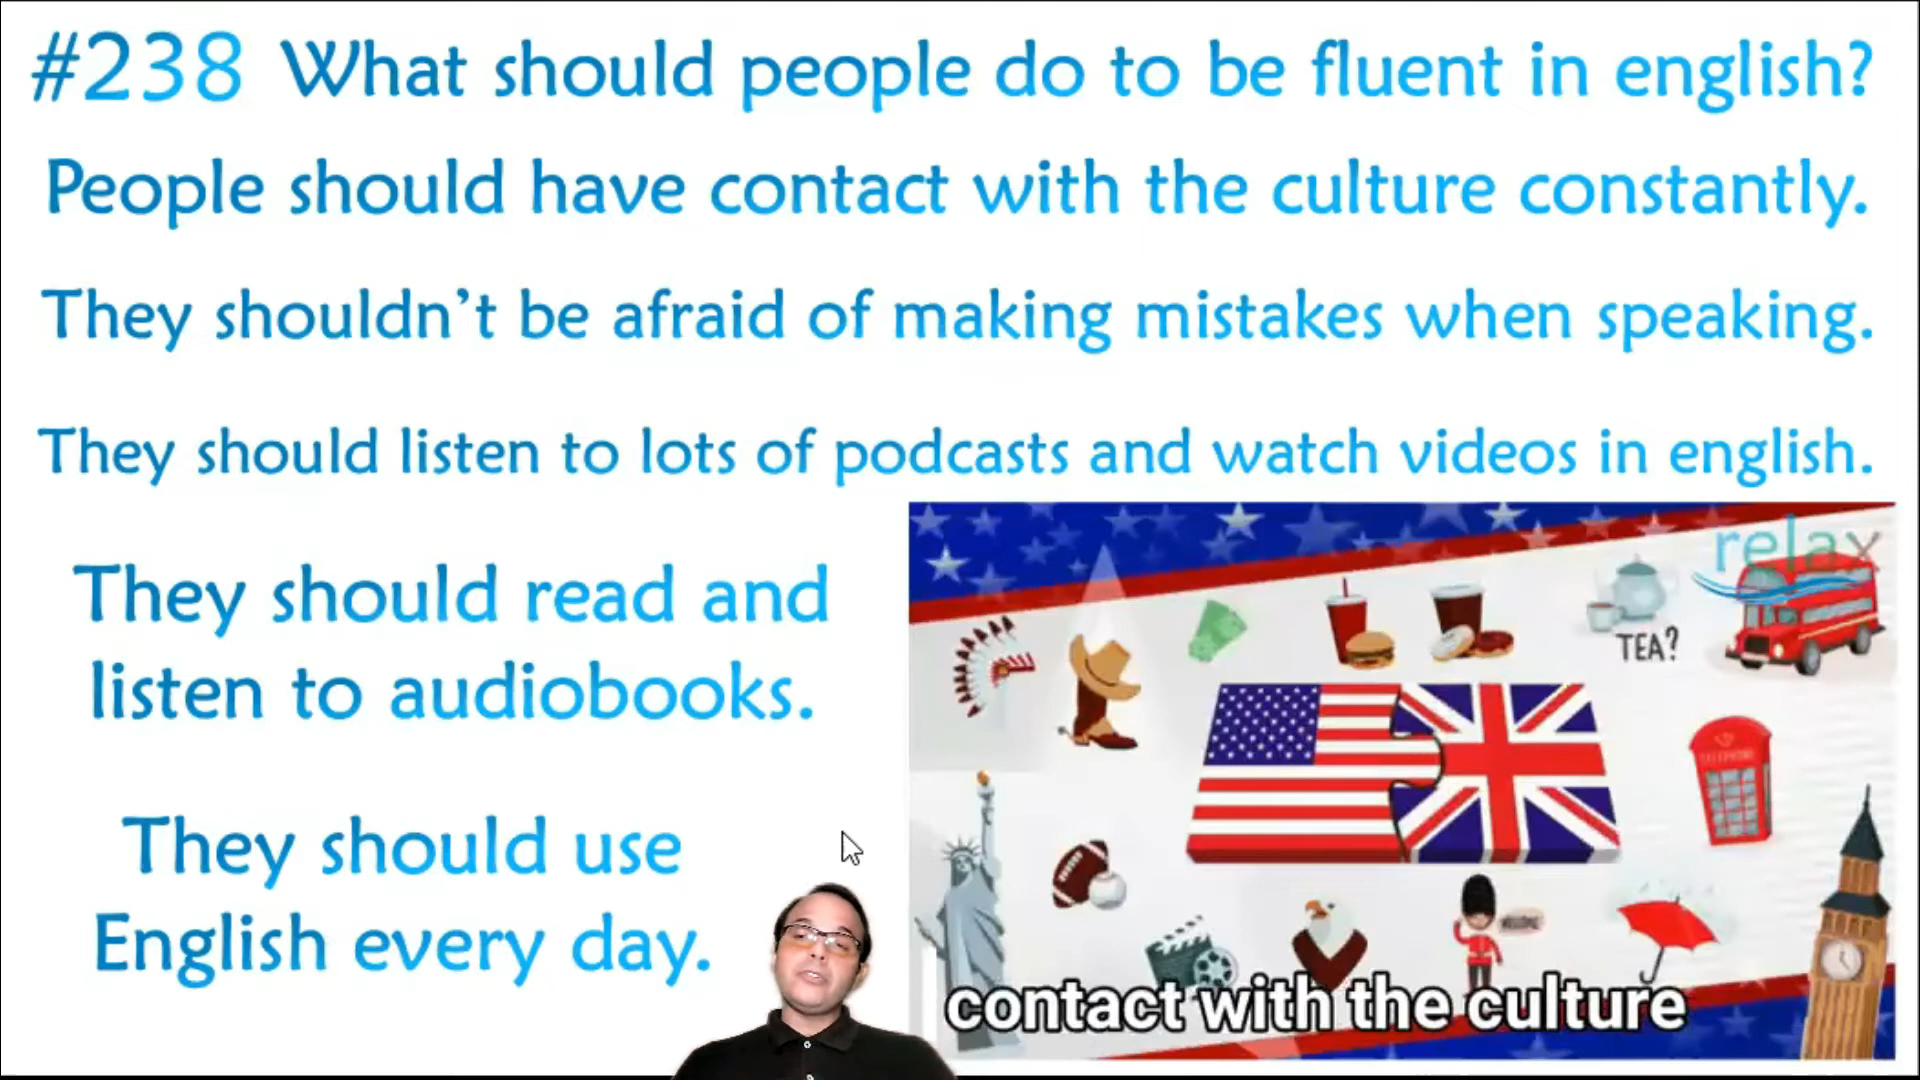 #238 What should people do to be fluent in english?
People should have contact with the culture constantly.
They shouldn't be afraid of making mistakes when speaking.
They should listen to lots of podcasts and watch videos in english.
They should read and
listen to audiobooks.
They should use
English every day.
relax
TEA?
TELEPHONE
contact with the culture